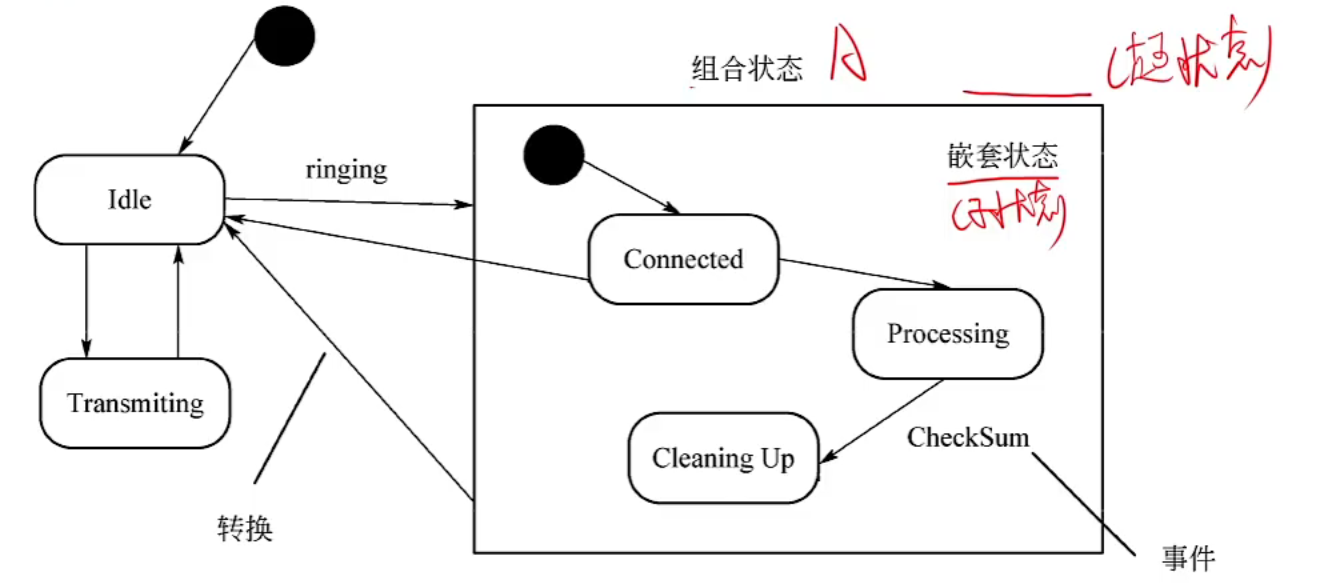 组合状态 A (超状态)
ringing
嵌套状态
(子状态)
Idle
Connected
Processing
Transmiting
CheckSum
Cleaning Up
转换
事件